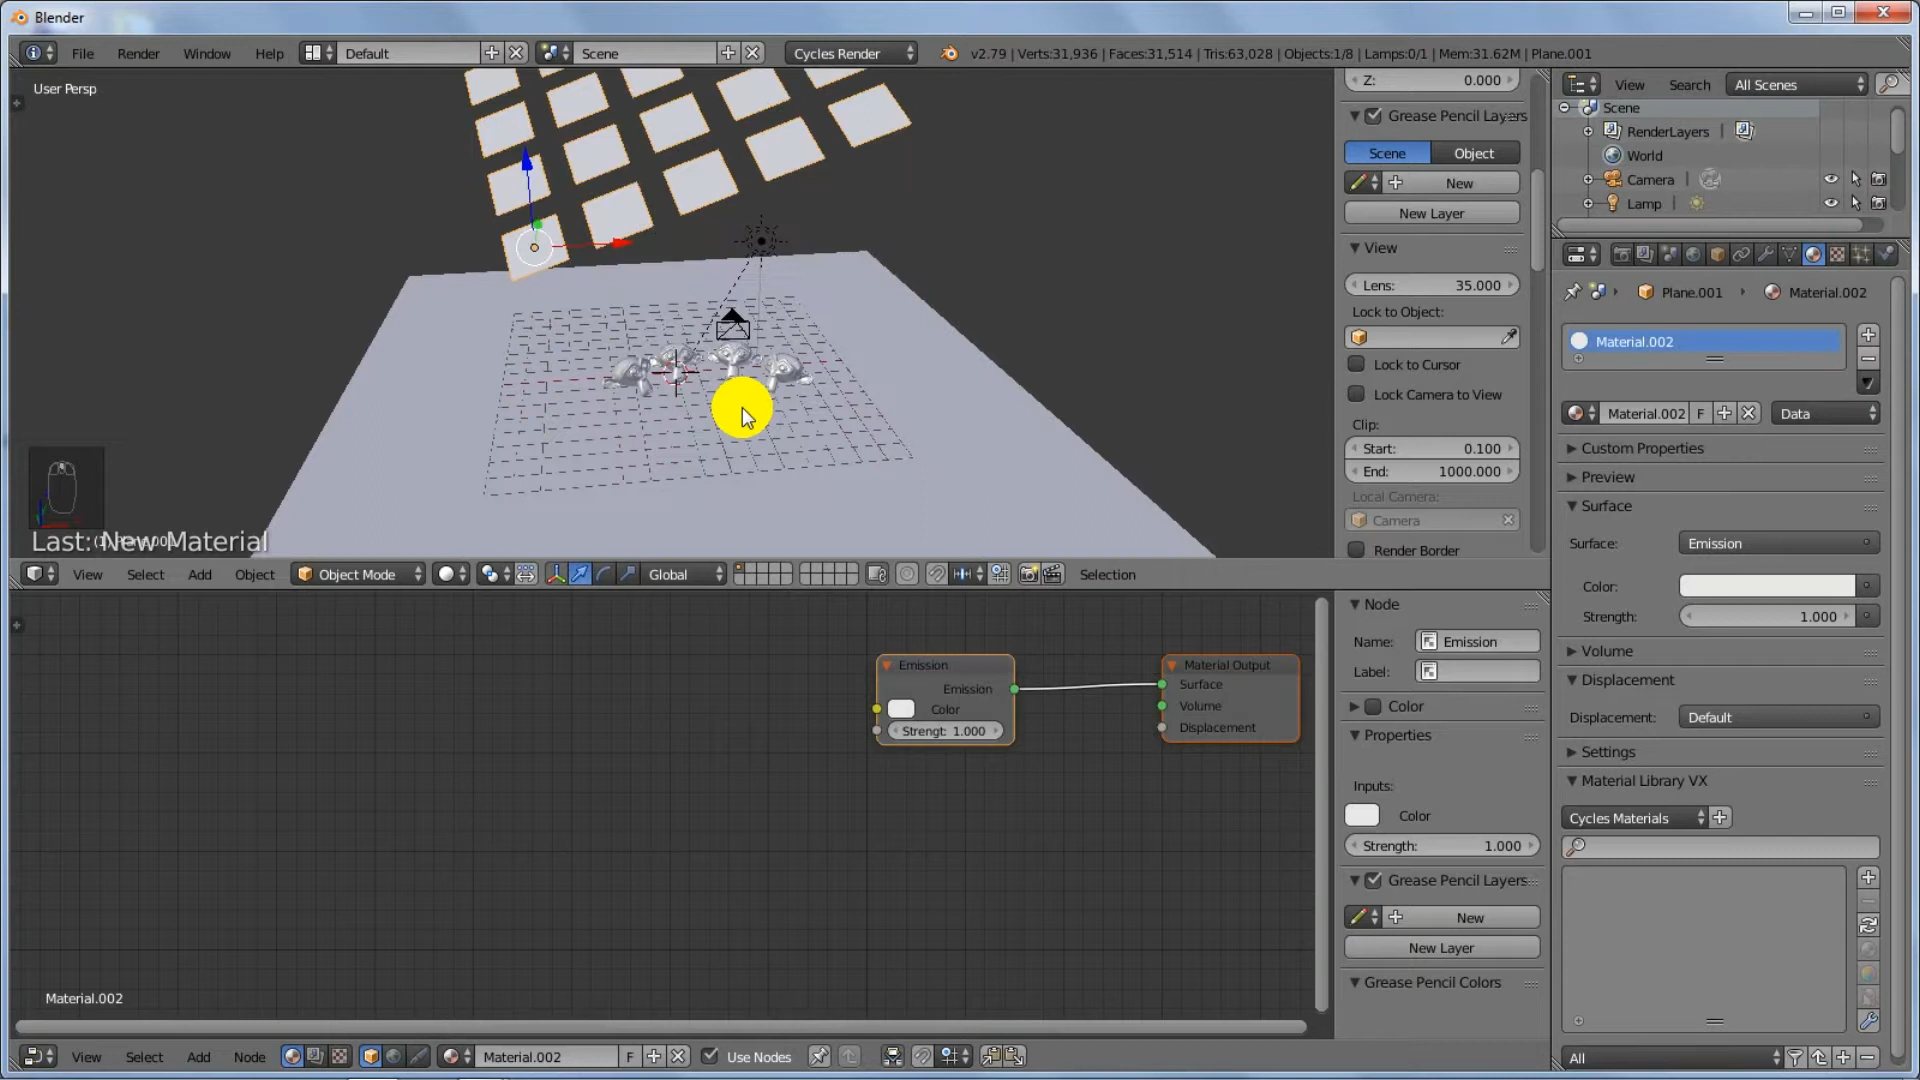 Blender
File Render Window Help Default Scene Cycles Render v2.79 | Verts:31,936 | Faces:31,514 | Tris:63,028 | Objects:1/8 | Lamps:0/1 | Mem:31.62M | Plane.001
User Persp
Z: 0.000
Grease Pencil Layers
Scene Object
New
New Layer
View
Lens: 35.000
Lock to Object:
Lock to Cursor
Lock Camera to View
Clip:
Start: 0.100
End: 1000.000
Local Camera:
Camera
Render Border
View Search All Scenes
Scene
RenderLayers |
World
Camera |
Lamp |
Plane.001 Material.002
Material.002
Material.002 F Data
Custom Properties
Preview
Surface
Surface: Emission
Color:
Strength: 1.000
Volume
Displacement
Displacement: Default
Settings
Material Library VX
Cycles Materials
All
Last: New Material
View Select Add Object Object Mode Global Selection
Emission
Emission
Color
Strengt: 1.000
Material Output
Surface
Volume
Displacement
Node
Name: Emission
Label:
Color
Properties
Inputs:
Color
Strength: 1.000
Grease Pencil Layers
New
New Layer
Grease Pencil Colors
Material.002
View Select Add Node Material.002 F Use Nodes